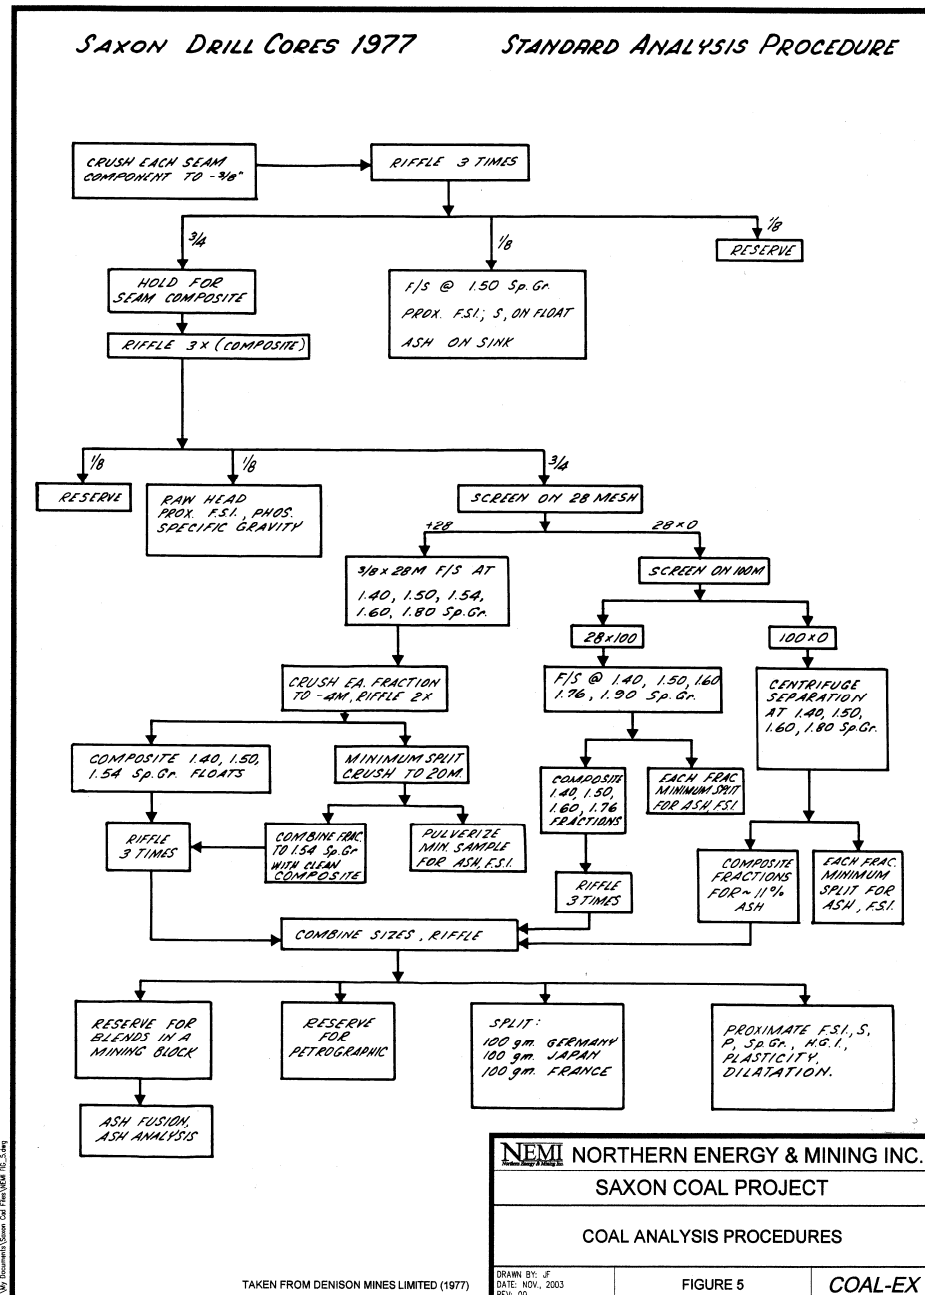 SAXON DRILL CORES 1977
STANDARD ANALYSIS PROCEDURE
CRUSH EACH SEAM
COMPONENT TO -3/8"
RIFFLE 3 TIMES
3/4
1/8
1/8
RESERVE
HOLD FOR
SEAM COMPOSITE
F/S @ 1.50 Sp.Gr.
PROX. F.S.I.; S, ON FLOAT
ASH ON SINK
RIFFLE 3x (COMPOSITE)
1/8
1/8
3/4
RESERVE
RAW HEAD
PROX. F.S.I., PHOS.
SPECIFIC GRAVITY
SCREEN ON 28 MESH
+28
28x0
3/8 x 28M F/S AT
1.40, 1.50, 1.54,
1.60, 1.80 Sp.Gr.
SCREEN ON 100M
28x100
100x0
CRUSH EA. FRACTION
TO -4M, RIFFLE 2x
F/S @ 1.40, 1.50, 1.60
1.76, 1.90 Sp.Gr.
CENTRIFUGE
SEPARATION
AT 1.40, 1.50,
1.60, 1.80 Sp.Gr.
COMPOSITE 1.40, 1.50,
1.54 Sp.Gr. FLOATS
MINIMUM SPLIT
CRUSH TO 20M.
COMPOSITE
1.40, 1.50,
1.60, 1.76
FRACTIONS
EACH FRAC
MINIMUM SPLIT
FOR ASH, F.S.I.
RIFFLE
3 TIMES
COMBINE FRAC.
TO 1.54 Sp.Gr
WITH CLEAN
COMPOSITE
PULVERIZE
MIN. SAMPLE
FOR ASH, F.S.I.
RIFFLE
3 TIMES
COMPOSITE
FRACTIONS
FOR ~ 11%
ASH
EACH FRAC.
MINIMUM
SPLIT FOR
ASH, F.S.I.
COMBINE SIZES, RIFFLE
RESERVE FOR
BLENDS IN A
MINING BLOCK
RESERVE
FOR
PETROGRAPHIC
SPLIT:
100 gm. GERMANY
100 gm. JAPAN
100 gm. FRANCE
PROXIMATE F.S.I., S,
P, Sp.Gr., H.G.I.,
PLASTICITY,
DILATATION.
ASH FUSION,
ASH ANALYSIS
NEMI NORTHERN ENERGY & MINING INC.
Northern Energy & Mining Inc.
SAXON COAL PROJECT
COAL ANALYSIS PROCEDURES
DRAWN BY: JF
DATE: NOV., 2003
REV: 00
FIGURE 5
COAL-EX
TAKEN FROM DENISON MINES LIMITED (1977)